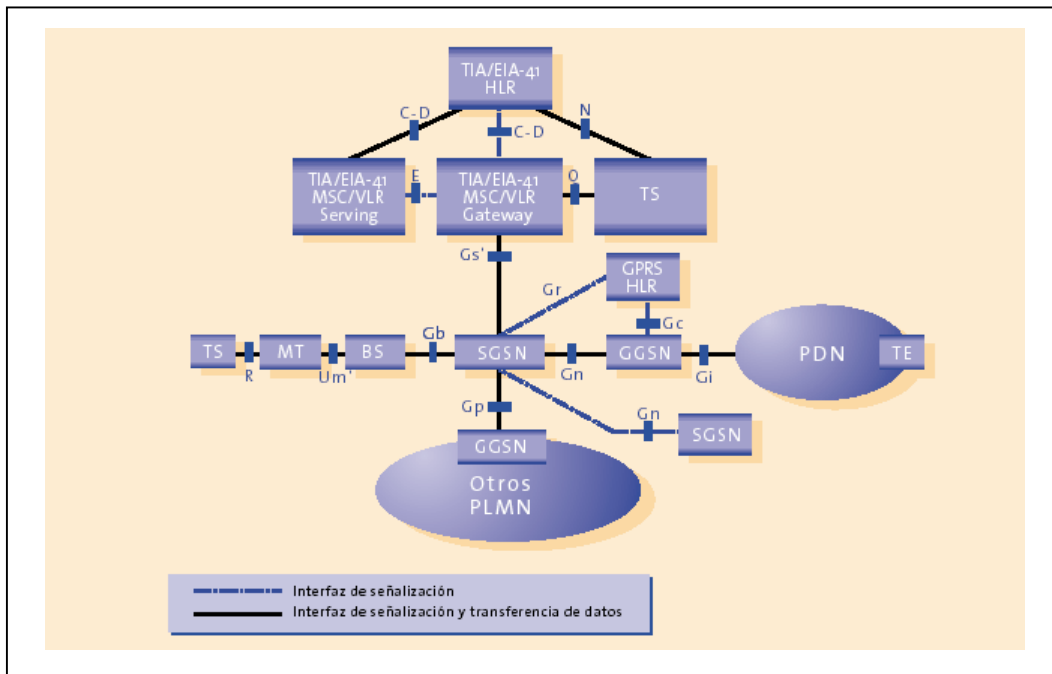 TIA/EIA-41
HLR
C-D
C-D
N
TIA/EIA-41
MSC/VLR
Serving
E
TIA/EIA-41
MSC/VLR
Gateway
O
TS
Gs'
Gr
GPRS
HLR
Gc
TS
R
MT
Um'
BS
Gb
SGSN
Gn
GGSN
Gi
PDN
TE
Gp
Gn
SGSN
GGSN
Otros
PLMN
Interfaz de señalización
Interfaz de señalización y transferencia de datos